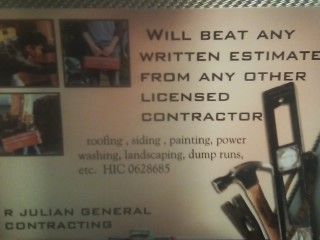 WILL BEAT ANY
WRITTEN ESTIMATE
FROM ANY OTHER
LICENSED
CONTRACTOR
roofing , siding , painting, power
washing, landscaping, dump runs,
etc. HIC 0628685
R JULIAN GENERAL
CONTRACTING